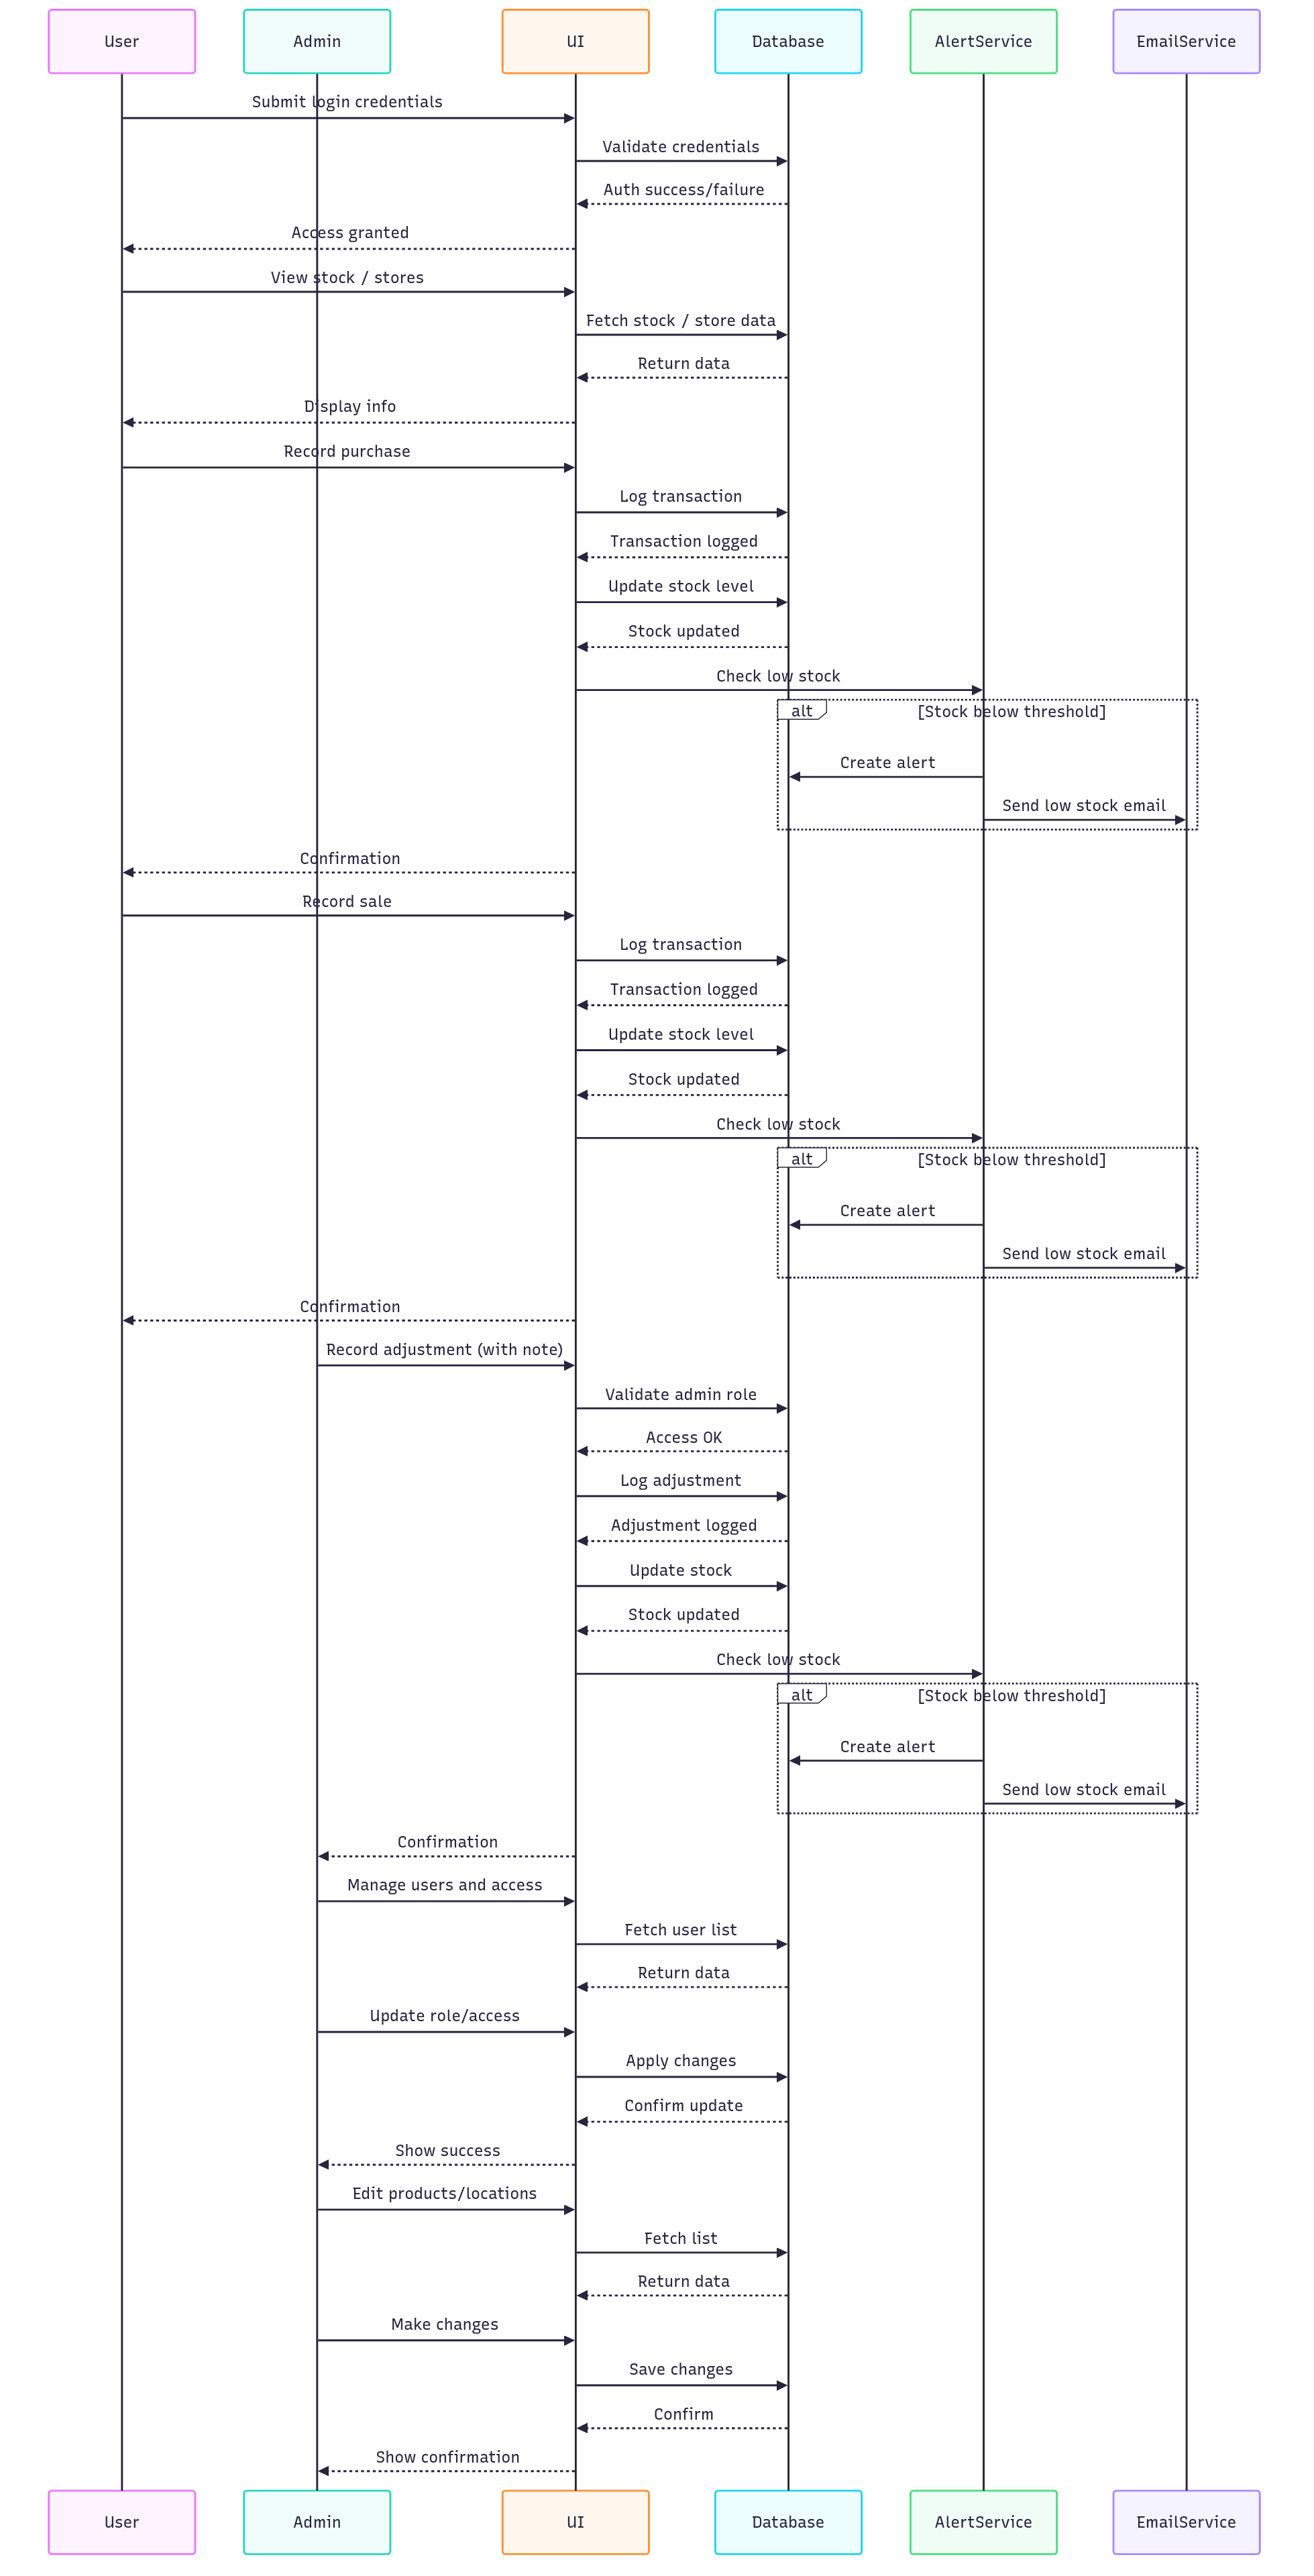 User
Admin
UI
Database
AlertService
EmailService
Submit login credentials
Validate credentials
Auth success/failure
Access granted
View stock / stores
Fetch stock / store data
Return data
Display info
Record purchase
Log transaction
Transaction logged
Update stock level
Stock updated
Check low stock
alt
[Stock below threshold]
Create alert
Send low stock email
Confirmation
Record sale
Log transaction
Transaction logged
Update stock level
Stock updated
Check low stock
alt
[Stock below threshold]
Create alert
Send low stock email
Confirmation
Record adjustment (with note)
Validate admin role
Access OK
Log adjustment
Adjustment logged
Update stock
Stock updated
Check low stock
alt
[Stock below threshold]
Create alert
Send low stock email
Confirmation
Manage users and access
Fetch user list
Return data
Update role/access
Apply changes
Confirm update
Show success
Edit products/locations
Fetch list
Return data
Make changes
Save changes
Confirm
Show confirmation
User
Admin
UI
Database
AlertService
EmailService